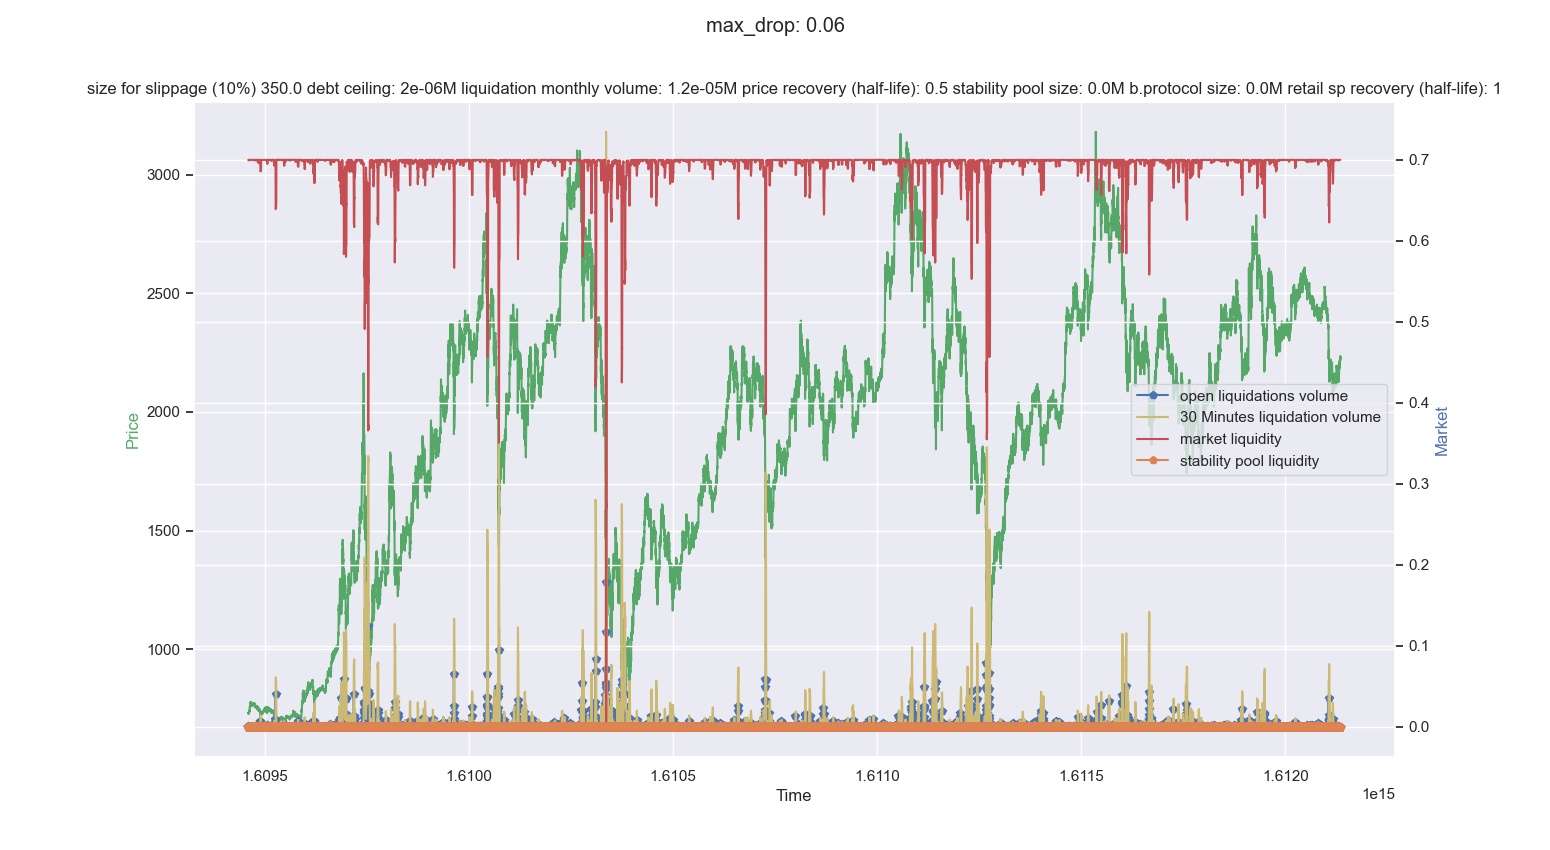 max_drop: 0.06
size for slippage (10%) 350.0 debt ceiling: 2e-06M liquidation monthly volume: 1.2e-05M price recovery (half-life): 0.5 stability pool size: 0.0M b.protocol size: 0.0M retail sp recovery (half-life): 1
3000
2500
2000
1500
1000
Price
0.7
0.6
0.5
0.4
0.3
0.2
0.1
0.0
Market
open liquidations volume
30 Minutes liquidation volume
market liquidity
stability pool liquidity
1.6095 1.6100 1.6105 1.6110 1.6115 1.6120
Time
1e15